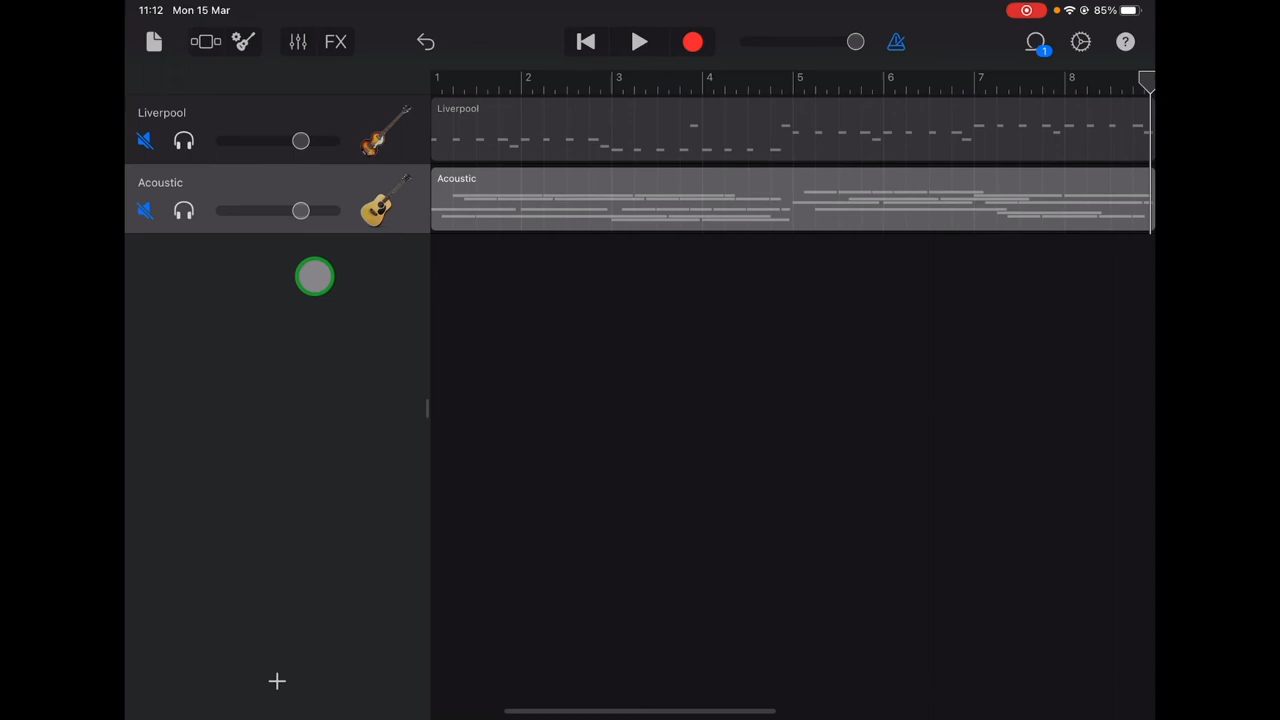 11:12 Mon 15 Mar 85%
FX 1 ?
1 2 3 4 5 6 7 8
Liverpool Liverpool
Acoustic Acoustic